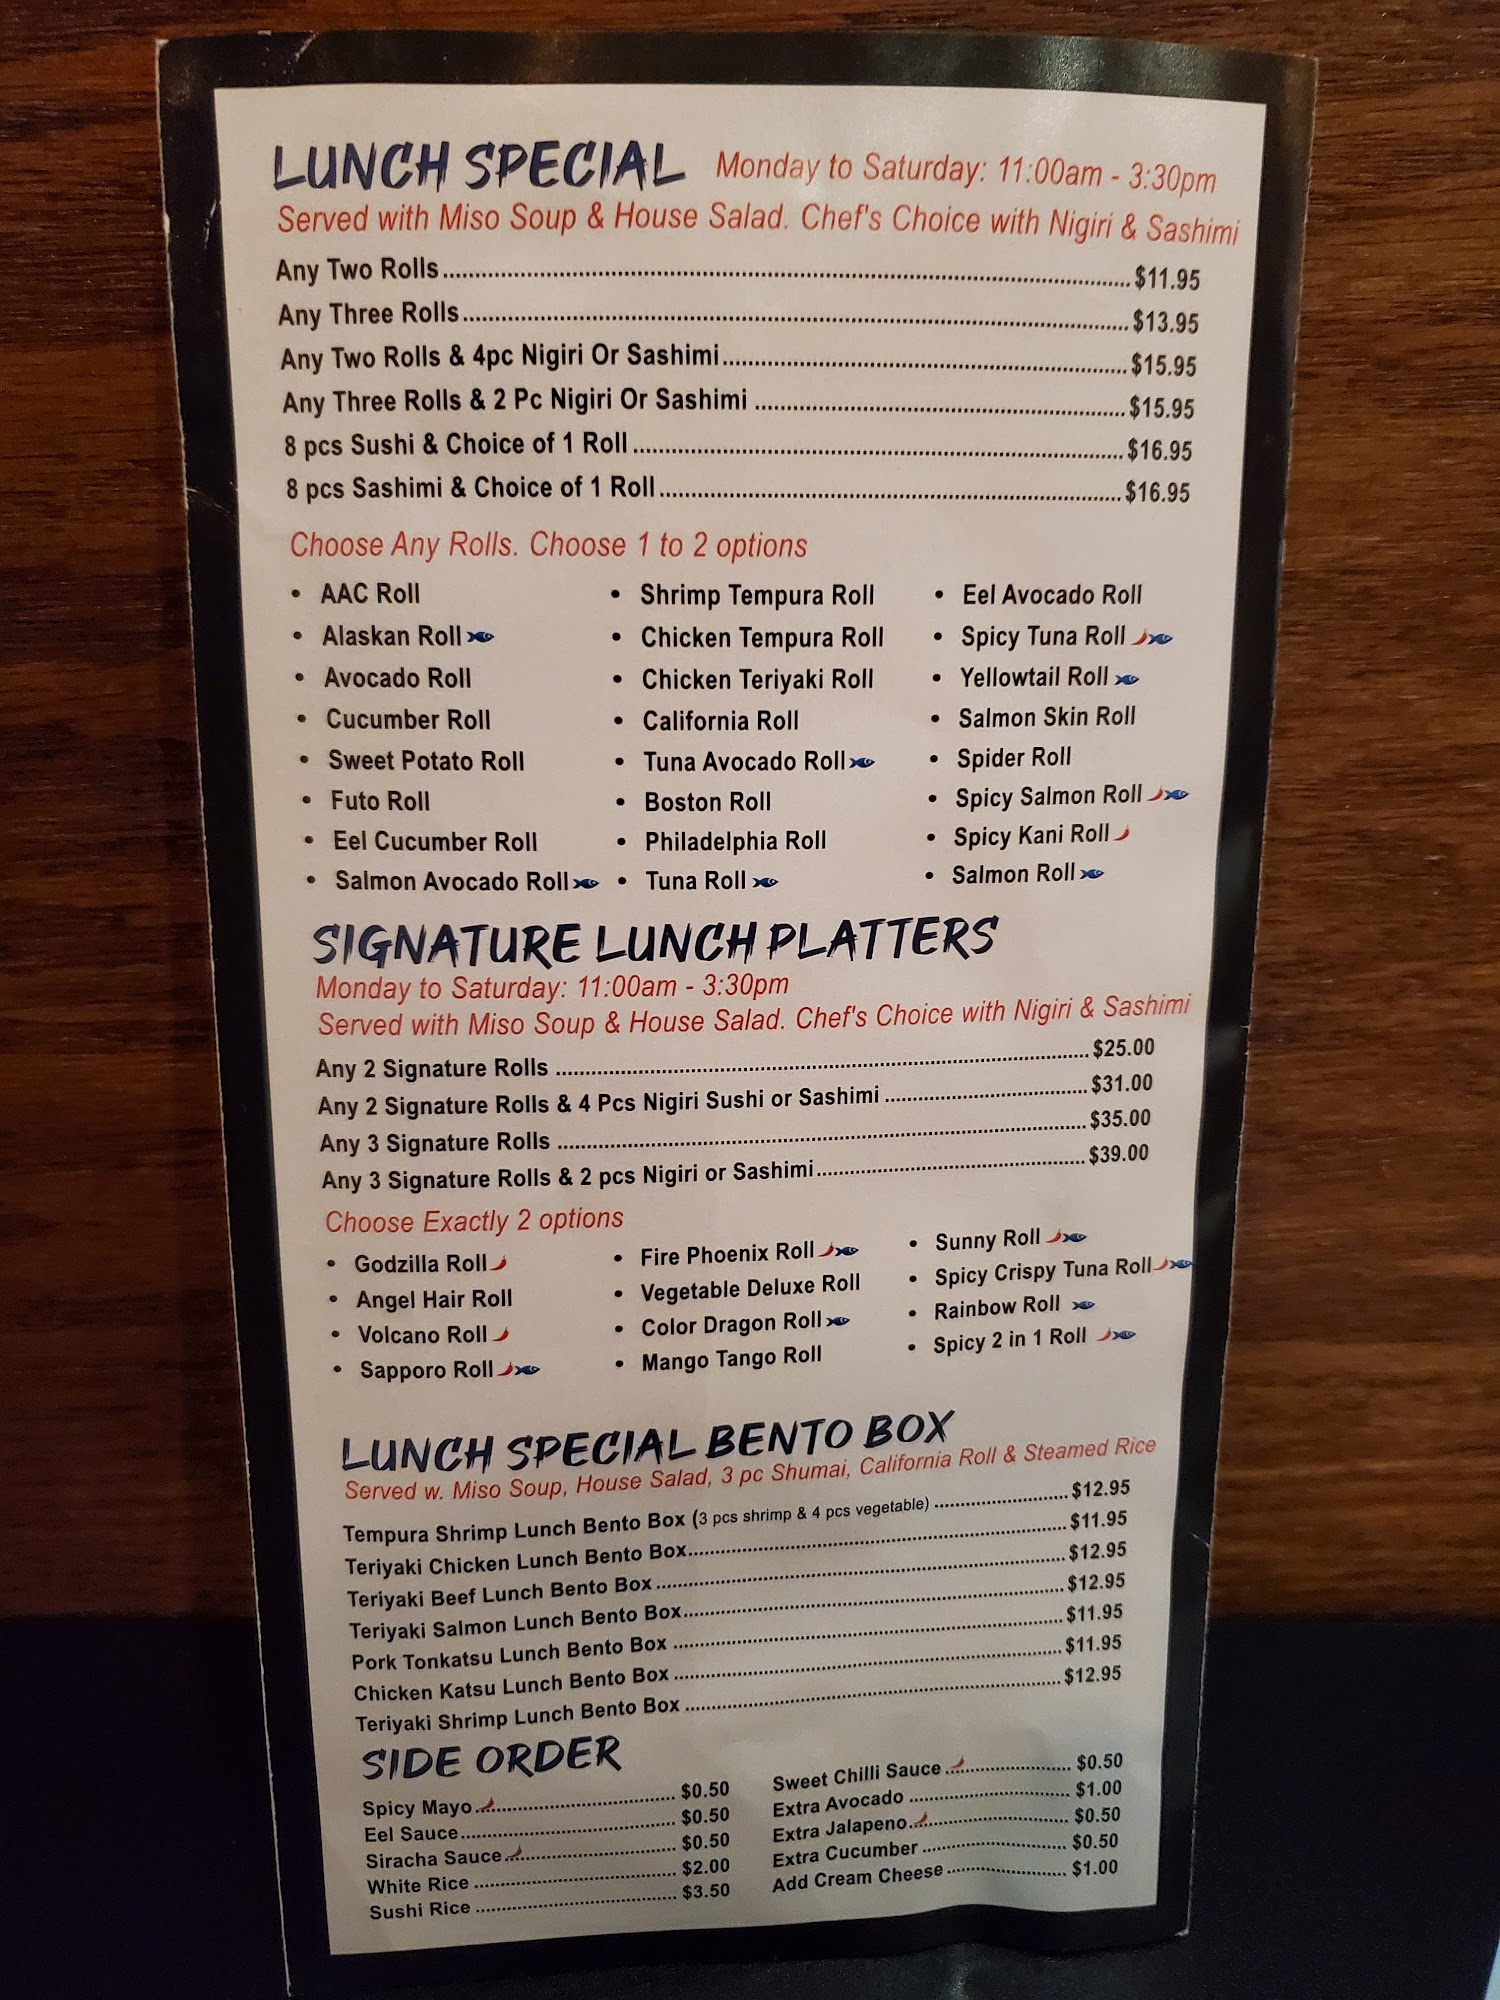 LUNCH SPECIAL Monday to Saturday: 11:00am - 3:30pm
Served with Miso Soup & House Salad. Chef's Choice with Nigiri & Sashimi
Any Two Rolls $11.95
Any Three Rolls $13.95
Any Two Rolls & 4pc Nigiri Or Sashimi $15.95
Any Three Rolls & 2 Pc Nigiri Or Sashimi $15.95
8 pcs Sushi & Choice of 1 Roll $16.95
8 pcs Sashimi & Choice of 1 Roll $16.95
Choose Any Rolls. Choose 1 to 2 options
• AAC Roll
• Alaskan Roll
• Avocado Roll
• Cucumber Roll
• Sweet Potato Roll
• Futo Roll
• Eel Cucumber Roll
• Salmon Avocado Roll
• Shrimp Tempura Roll
• Chicken Tempura Roll
• Chicken Teriyaki Roll
• California Roll
• Tuna Avocado Roll
• Boston Roll
• Philadelphia Roll
• Tuna Roll
• Eel Avocado Roll
• Spicy Tuna Roll
• Yellowtail Roll
• Salmon Skin Roll
• Spider Roll
• Spicy Salmon Roll
• Spicy Kani Roll
• Salmon Roll
SIGNATURE LUNCH PLATTERS
Monday to Saturday: 11:00am - 3:30pm
Served with Miso Soup & House Salad. Chef's Choice with Nigiri & Sashimi
Any 2 Signature Rolls $25.00
Any 2 Signature Rolls & 4 Pcs Nigiri Sushi or Sashimi $31.00
Any 3 Signature Rolls $35.00
Any 3 Signature Rolls & 2 pcs Nigiri or Sashimi $39.00
Choose Exactly 2 options
• Godzilla Roll
• Angel Hair Roll
• Volcano Roll
• Sapporo Roll
• Fire Phoenix Roll
• Vegetable Deluxe Roll
• Color Dragon Roll
• Mango Tango Roll
• Sunny Roll
• Spicy Crispy Tuna Roll
• Rainbow Roll
• Spicy 2 in 1 Roll
LUNCH SPECIAL BENTO BOX
Served w. Miso Soup, House Salad, 3 pc Shumai, California Roll & Steamed Rice
Tempura Shrimp Lunch Bento Box (3 pcs shrimp & 4 pcs vegetable) $12.95
Teriyaki Chicken Lunch Bento Box $11.95
Teriyaki Beef Lunch Bento Box $12.95
Teriyaki Salmon Lunch Bento Box $12.95
Pork Tonkatsu Lunch Bento Box $11.95
Chicken Katsu Lunch Bento Box $11.95
Teriyaki Shrimp Lunch Bento Box $12.95
SIDE ORDER
Spicy Mayo $0.50
Eel Sauce $0.50
Siracha Sauce $0.50
White Rice $2.00
Sushi Rice $3.50
Sweet Chilli Sauce $0.50
Extra Avocado $1.00
Extra Jalapeno $0.50
Extra Cucumber $0.50
Add Cream Cheese $1.00